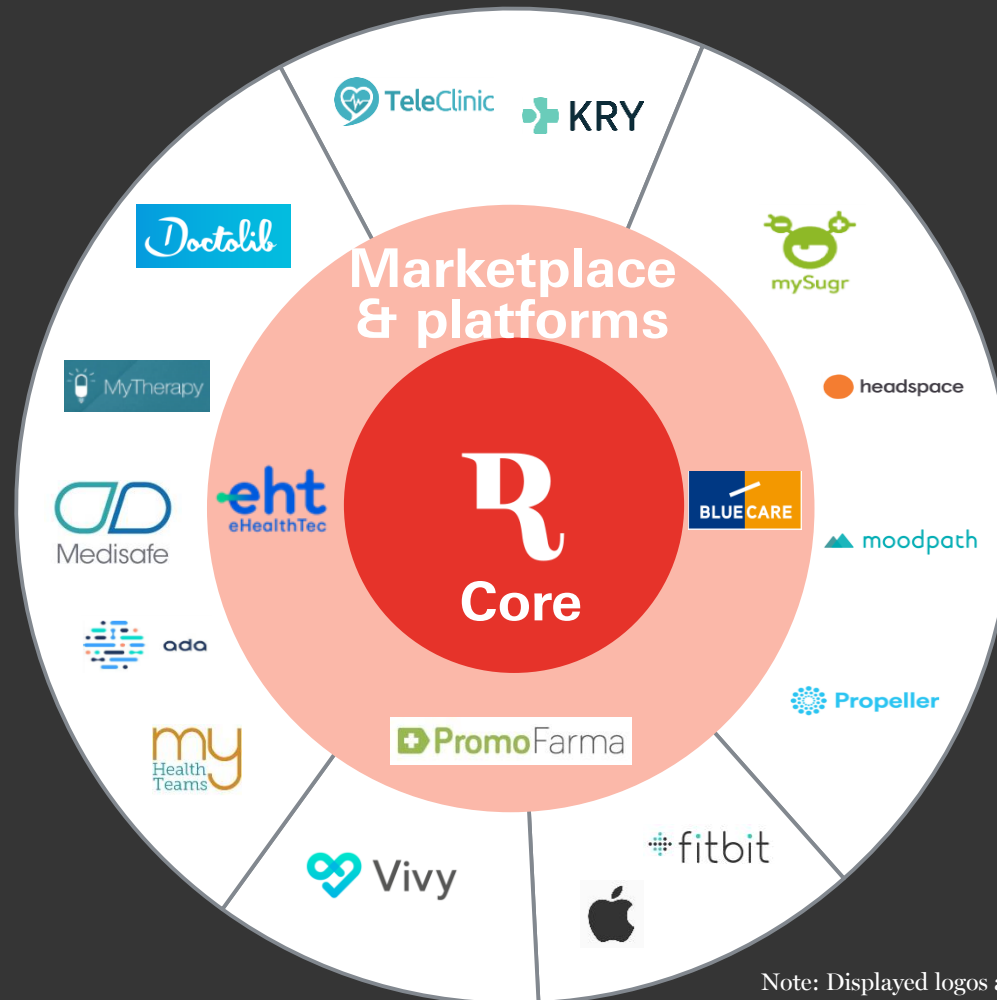 TeleClinic
KRY
Doctolib
mySugr
Marketplace
& platforms
MyTherapy
headspace
eht
eHealthTec
BLUE CARE
Medisafe
moodpath
R
Core
ada
Propeller
my
Health
Teams
PromoFarma
fitbit
Vivy
Note: Displayed logos a